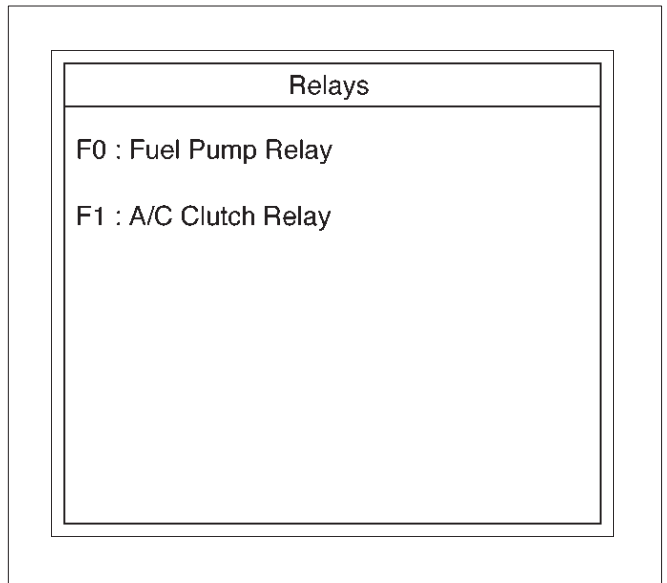 Relays
F0 : Fuel Pump Relay
F1 : A/C Clutch Relay